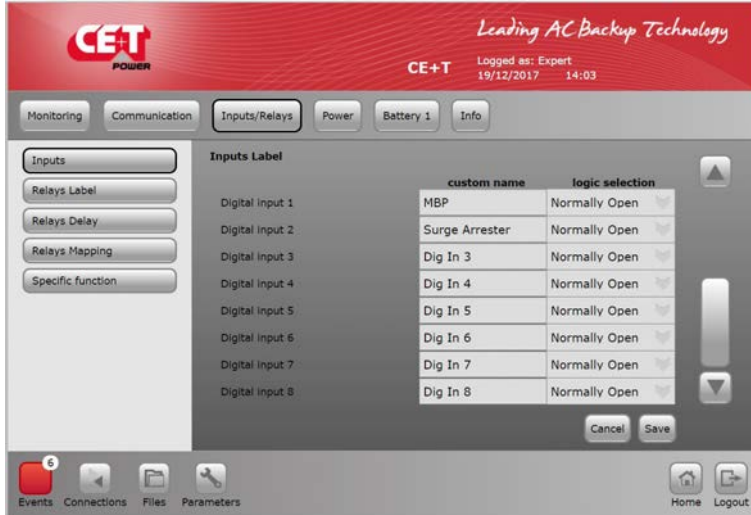 CE+T
POWER
Leading AC Backup Technology
CE+T
Logged as: Expert
19/12/2017 14:03
Monitoring Communication Inputs/Relays Power Battery 1 Info
Inputs
Relays Label
Relays Delay
Relays Mapping
Specific function
Inputs Label
custom name logic selection
Digital input 1 MBP Normally Open
Digital input 2 Surge Arrester Normally Open
Digital input 3 Dig In 3 Normally Open
Digital input 4 Dig In 4 Normally Open
Digital input 5 Dig In 5 Normally Open
Digital input 6 Dig In 6 Normally Open
Digital input 7 Dig In 7 Normally Open
Digital input 8 Dig In 8 Normally Open
Cancel Save
6
Events Connections Files Parameters Home Logout